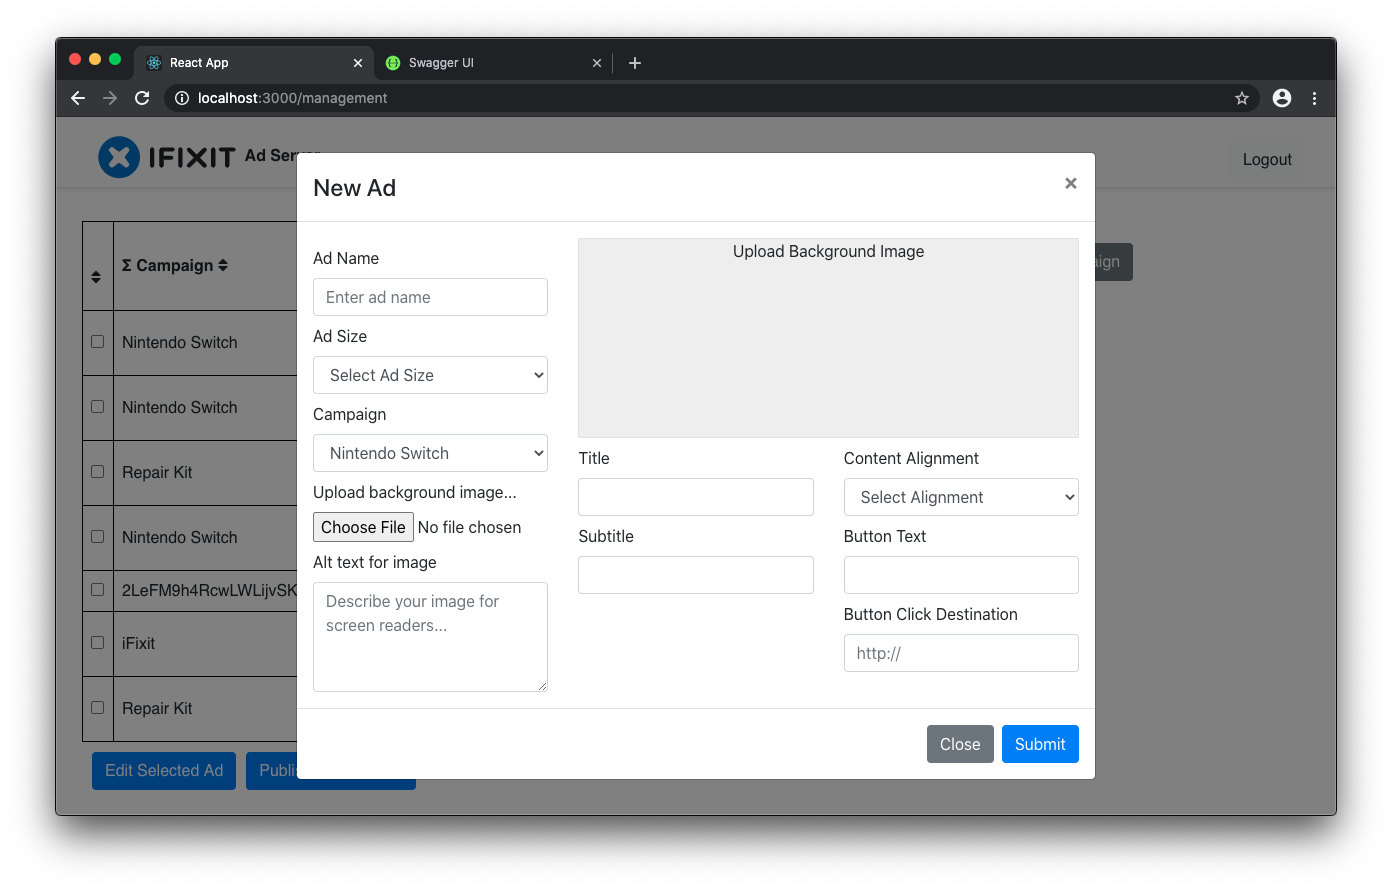 React App
Swagger UI
localhost:3000/management
IFIXIT Ad Server
Logout
New Ad
×
Ad Name
Enter ad name
Ad Size
Select Ad Size
Campaign
Nintendo Switch
Upload background image...
Choose File No file chosen
Alt text for image
Describe your image for
screen readers...
Upload Background Image
Title
Subtitle
Content Alignment
Select Alignment
Button Text
Button Click Destination
http://
Close
Submit
Σ Campaign
Nintendo Switch
Nintendo Switch
Repair Kit
Nintendo Switch
2LeFM9h4RcwLWLijvSK
iFixit
Repair Kit
Edit Selected Ad